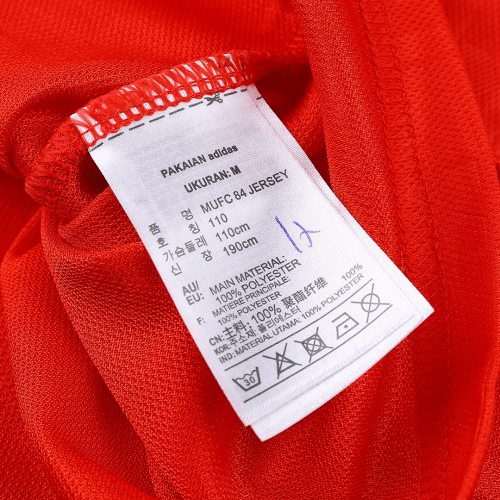 PAKAIAN adidas
UKURAN: M
품 명 MUFC 84 JERSEY
호 칭 110
가슴둘레 110cm
신 장 190cm
AU/ MAIN MATERIAL:
EU: 100% POLYESTER
F: MATIÈRE PRINCIPALE:
100% POLYESTER
CN: 主料: 100% 聚酯纤维
KOR: 주소재: 폴리에스터 100%
IND: MATERIAL UTAMA: 100% POLYESTER
30
12